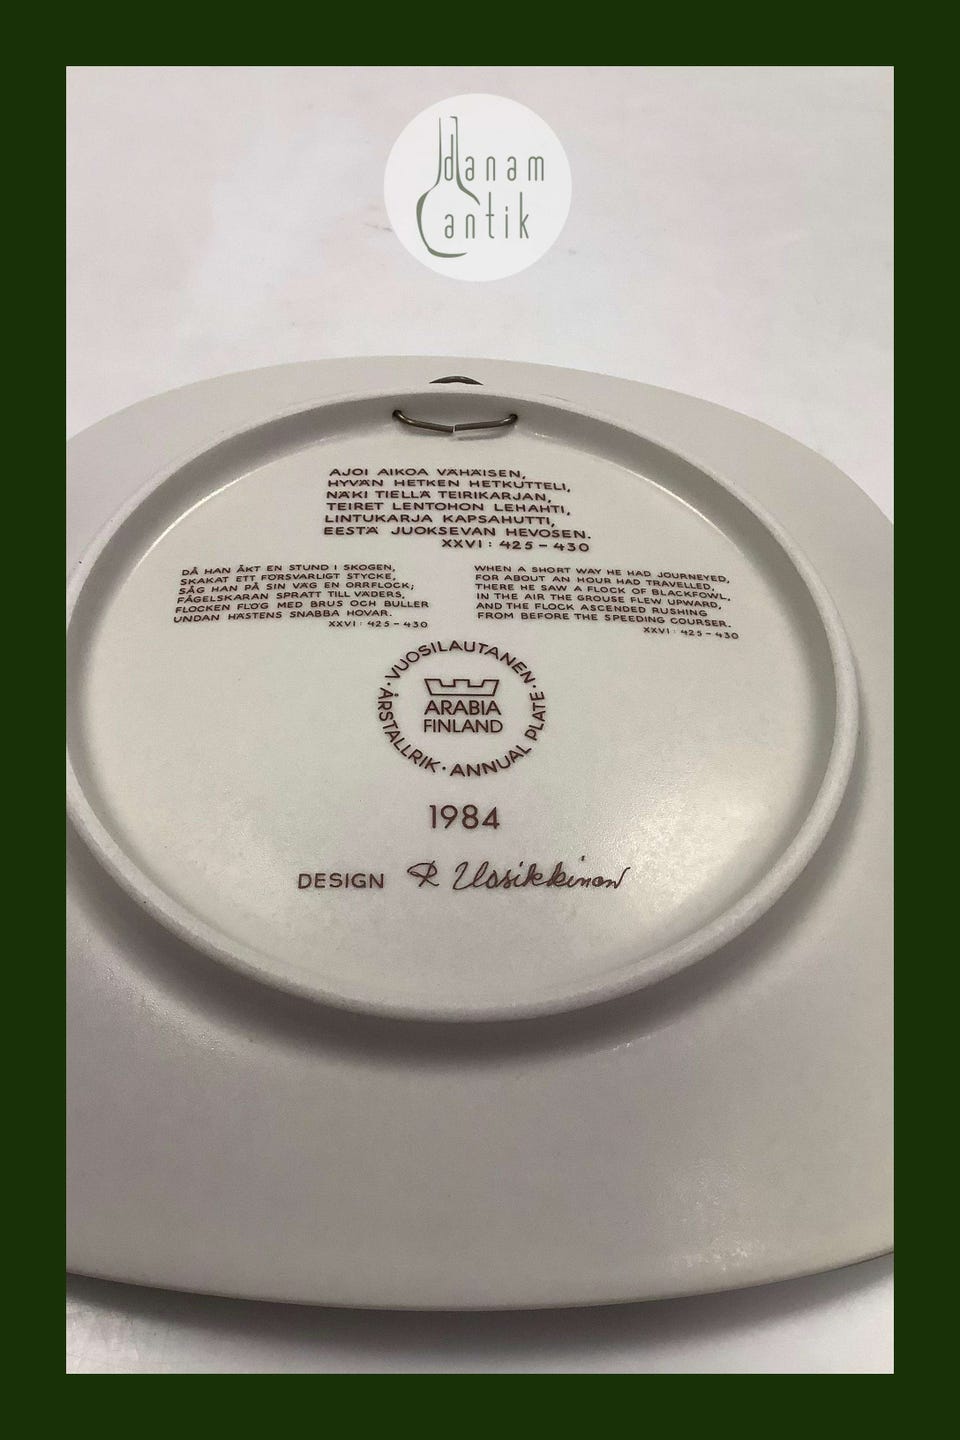 danam
antik
AJOI AIKOA VÄHÄISEN,
HYVÄN HETKEN HETKUTTELI,
NÄKI TIELLÄ TEIRIKARJAN,
TEIRET LENTOHON LEHAHTI,
LINTUKARJA KAPSAHUTTI,
EESTÄ JUOKSEVAN HEVOSEN.
XXVI : 425 - 430
DÅ HAN ÅKT EN STUND I SKOGEN,
SKAKAT ETT FÖRSVARLIGT STYCKE,
SÅG HAN PÅ SIN VÄG EN ORRFLOCK;
FÅGELSKARAN SPRATT TILL VÄDERS,
FLOCKEN FLÖG MED BRUS OCH BULLER
UNDAN HÄSTENS SNABBA HOVAR.
XXVI : 425 - 430
WHEN A SHORT WAY HE HAD JOURNEYED,
FOR ABOUT AN HOUR HAD TRAVELLED,
THERE HE SAW A FLOCK OF BLACKFOWL,
IN THE AIR THE GROUSE FLEW UPWARD,
AND THE FLOCK ASCENDED RUSHING
FROM BEFORE THE SPEEDING COURSER.
XXVI : 425 - 430
· VUOSILAUTANEN ·
ÅRSTALLRIK · ANNUAL PLATE
ARABIA
FINLAND
1984
DESIGN R Uosikkinen